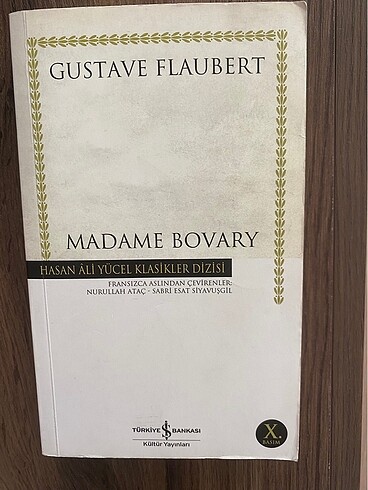 GUSTAVE FLAUBERT
MADAME BOVARY
HASAN ÂLİ YÜCEL KLASİKLER DİZİSİ
FRANSIZCA ASLINDAN ÇEVİRENLER:
NURULLAH ATAÇ - SABRİ ESAT SİYAVUŞGİL
TÜRKİYE İŞ BANKASI
Kültür Yayınları
X.
BASIM